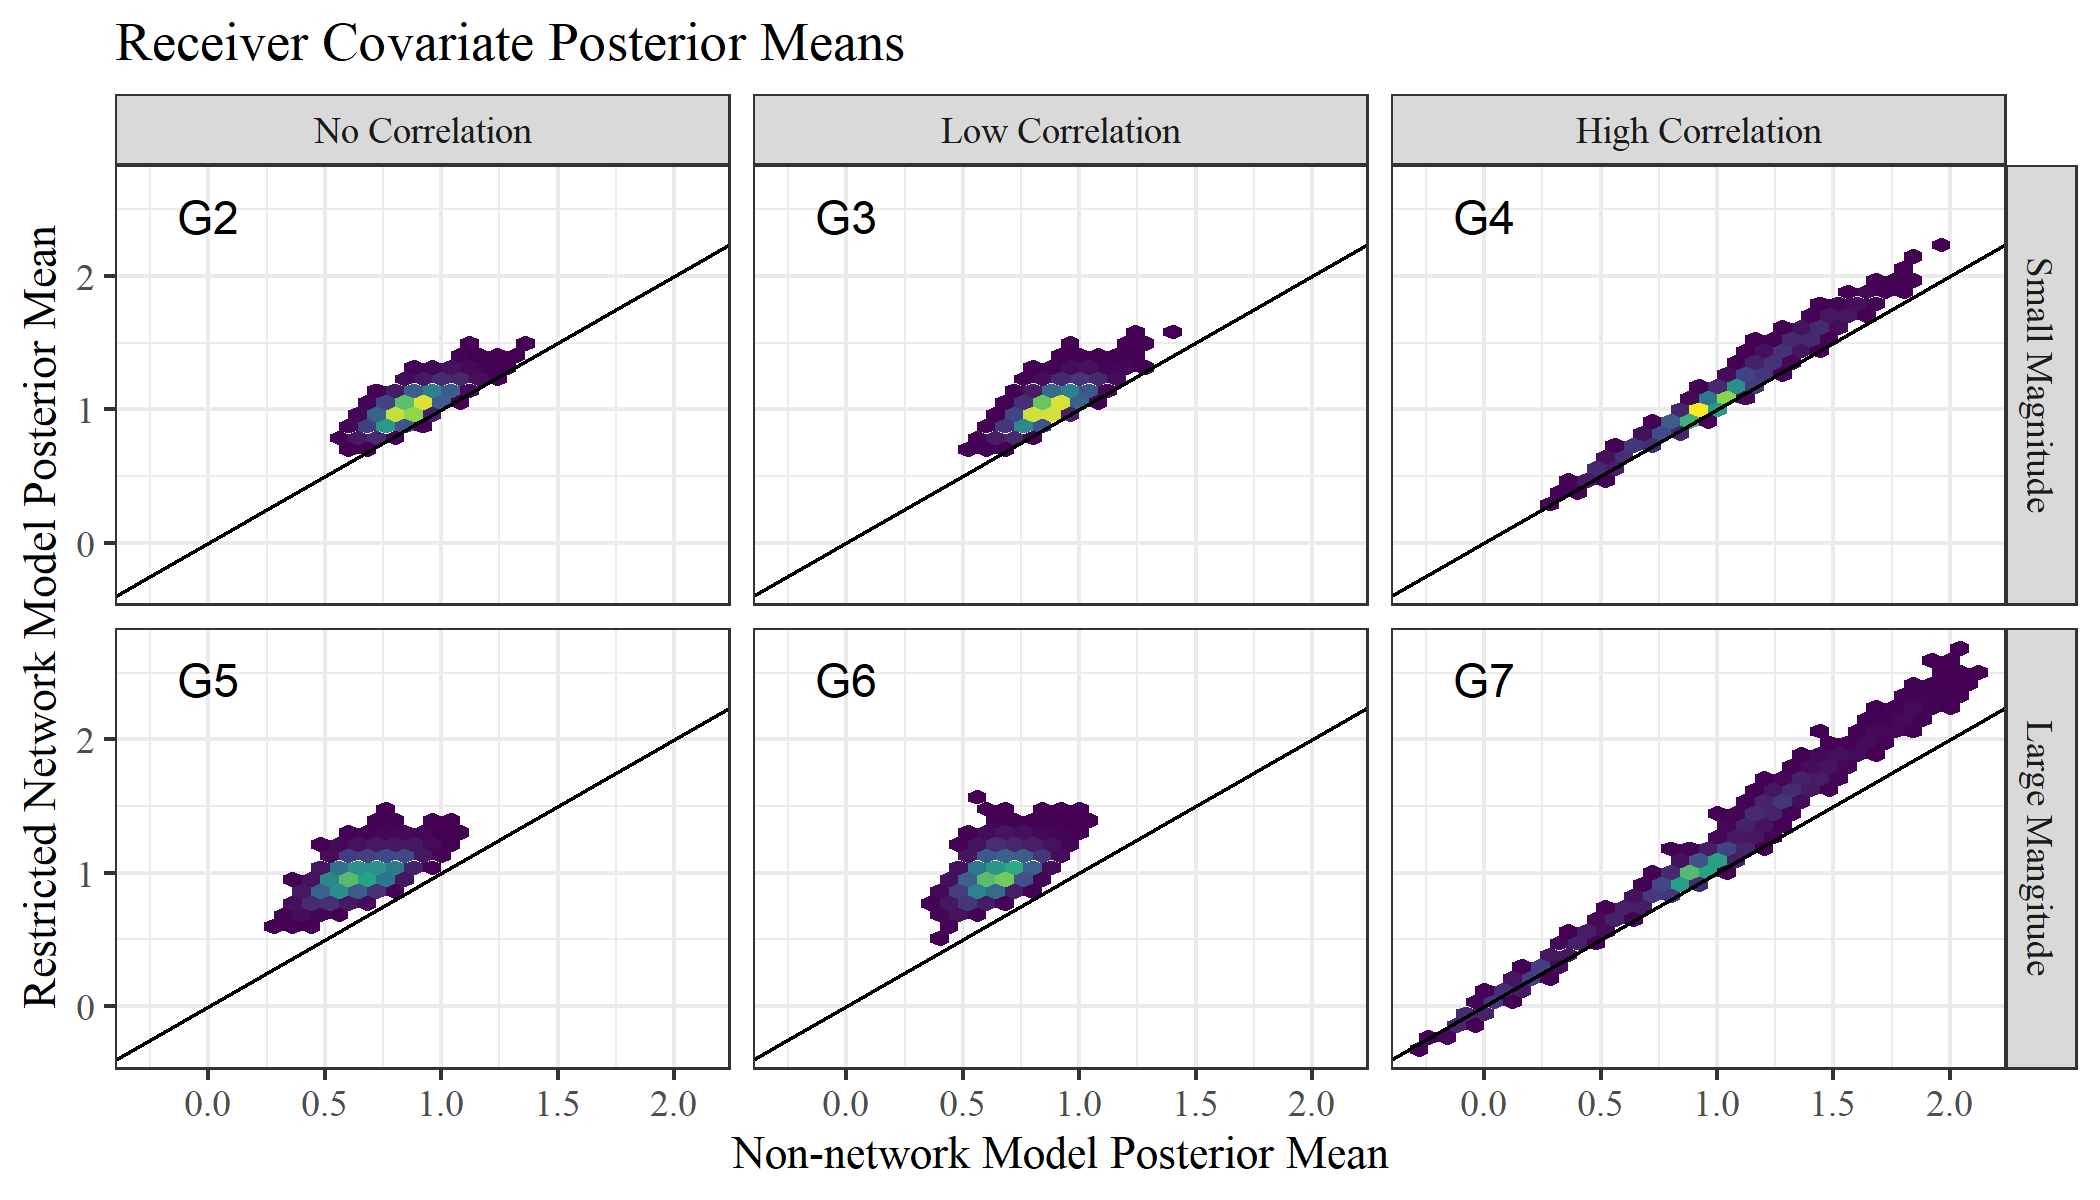 Receiver Covariate Posterior Means
No Correlation
Low Correlation
High Correlation
Restricted Network Model Posterior Mean
2
1
0
G2
G3
G4
Small Magnitude
2
1
0
G5
G6
G7
Large Mangitude
0.0 0.5 1.0 1.5 2.0
0.0 0.5 1.0 1.5 2.0
0.0 0.5 1.0 1.5 2.0
Non-network Model Posterior Mean